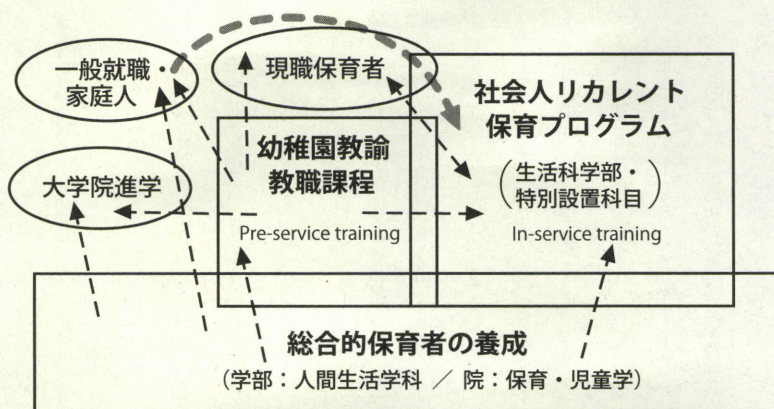 一般就職・
家庭人
現職保育者
社会人リカレント
保育プログラム
幼稚園教諭
教職課程
大学院進学
(生活科学部・
特別設置科目)
Pre-service training
In-service training
総合的保育者の養成
(学部：人間生活学科 ／ 院：保育・児童学)